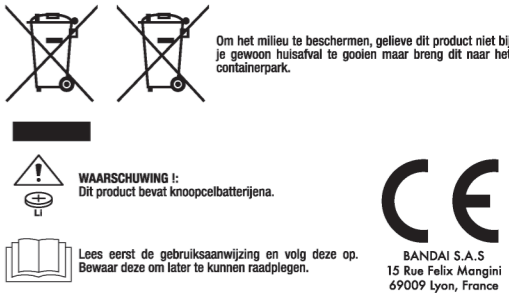 Om het milieu te beschermen, gelieve dit product niet bij
je gewoon huisafval te gooien maar breng dit naar het
containerpark.
WAARSCHUWING !:
Dit product bevat knoopcelbatterijena.
Li
Lees eerst de gebruiksaanwijzing en volg deze op.
Bewaar deze om later te kunnen raadplegen.
CE
BANDAI S.A.S
15 Rue Felix Mangini
69009 Lyon, France